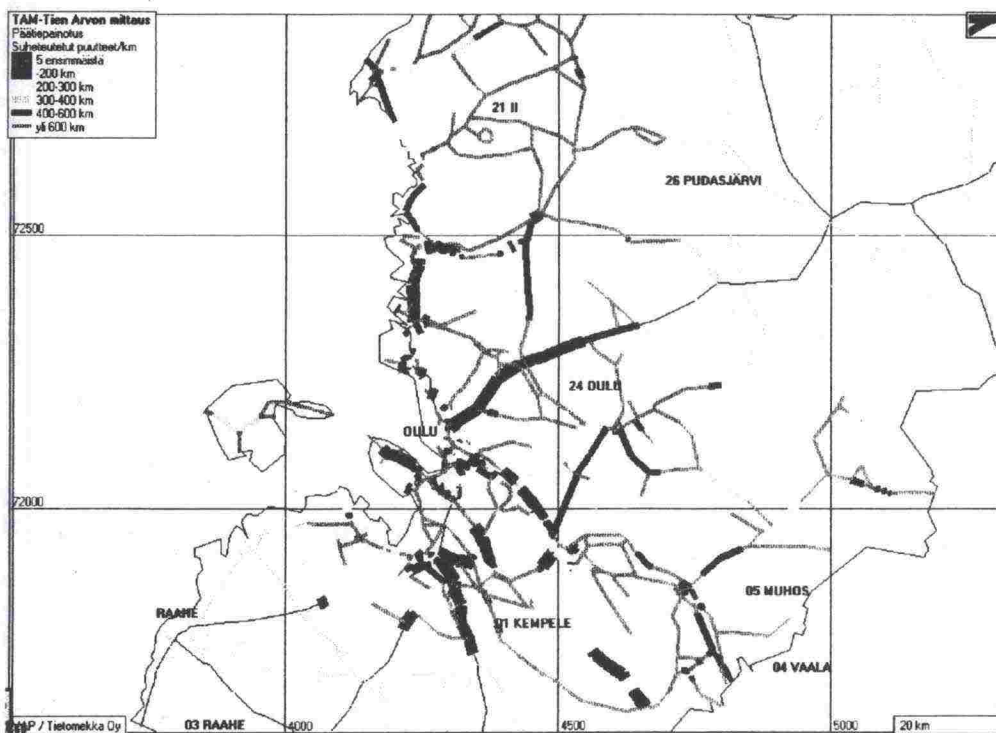 TAM-Tien Arvon mittaus
Päätiepainotus
Suhteutetut puutteet/km
5 ensimmäistä
-200 km
200-300 km
300-400 km
400-600 km
yli 600 km
21 II
26 PUDASJÄRVI
72500
24 OULU
OULU
72000
05 MUHOS
RAAHE
01 KEMPELE
04 VAALA
03 RAAHE
/ Tietomekka Oy
4000
4500
5000
20 km